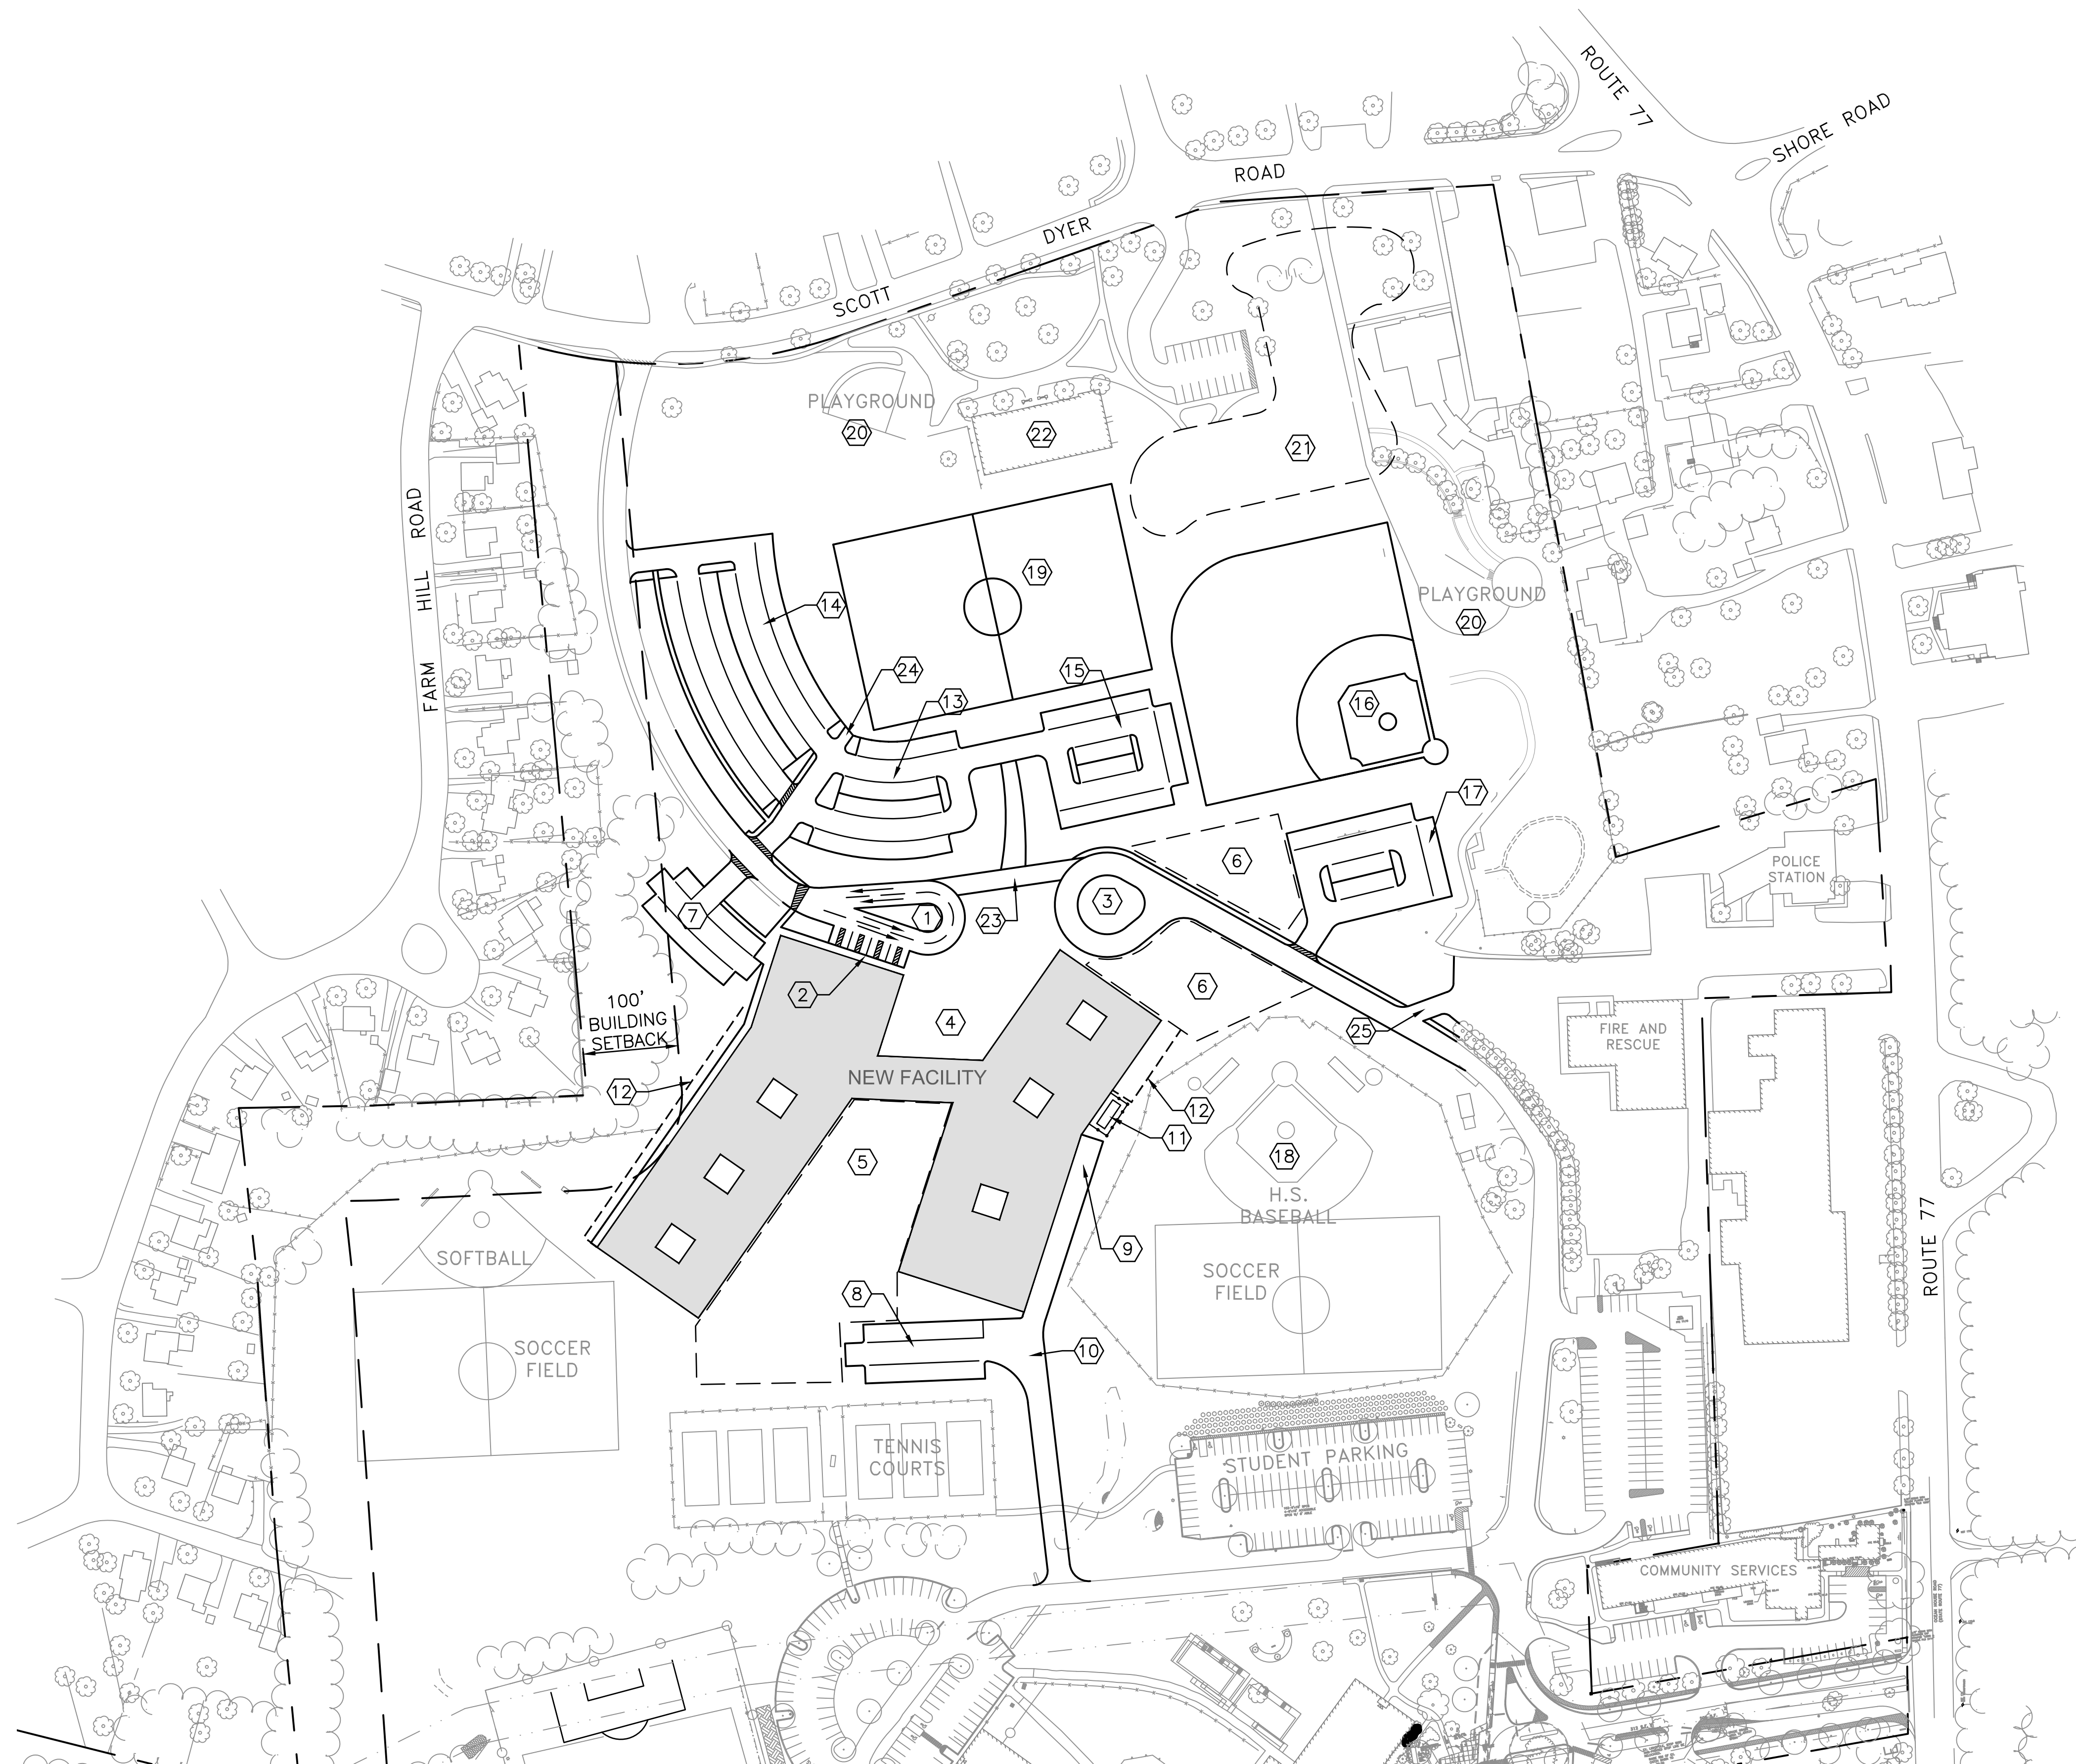 ROUTE 77
SHORE ROAD
ROAD
DYER
SCOTT
PLAYGROUND
20
22
21
FARM HILL ROAD
19
14
PLAYGROUND
20
24
15
13
16
17
6
POLICE
STATION
7
1
3
23
2
6
4
25
100'
BUILDING
SETBACK
FIRE AND
RESCUE
NEW FACILITY
12
12
11
5
18
H.S.
BASEBALL
ROUTE 77
9
SOFTBALL
SOCCER
FIELD
8
10
SOCCER
FIELD
TENNIS
COURTS
STUDENT PARKING
COMMUNITY SERVICES